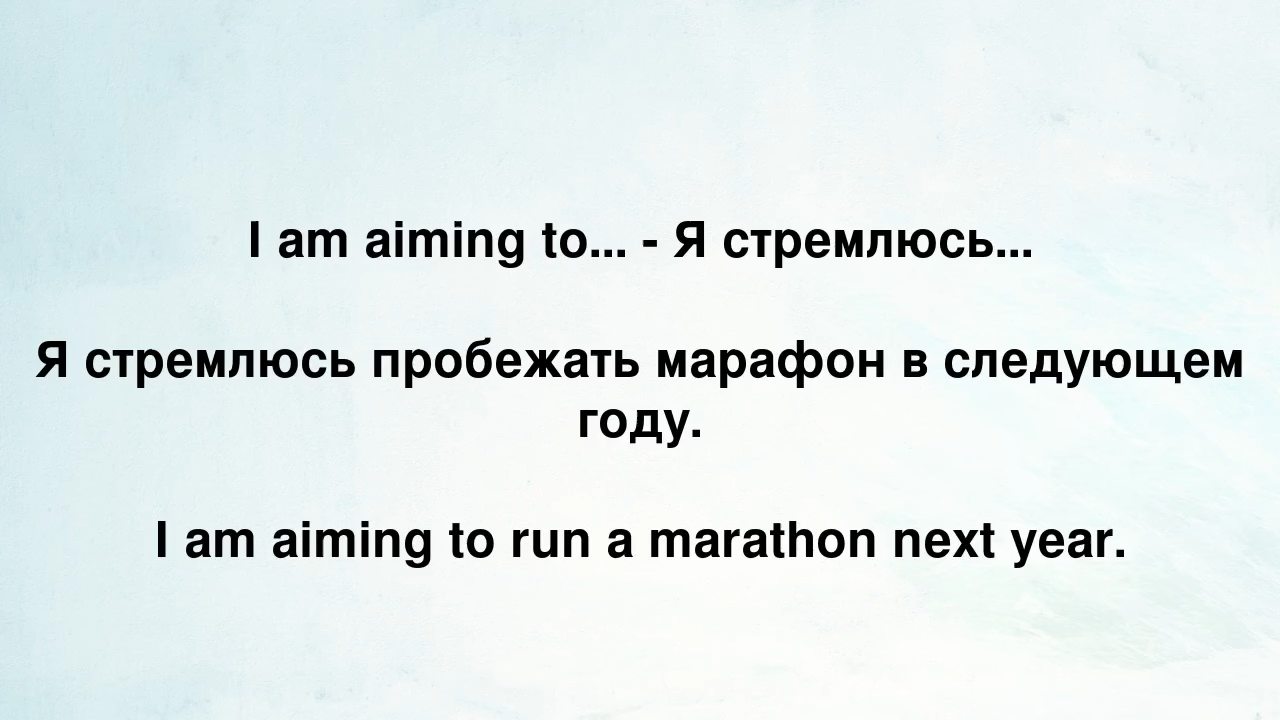 I am aiming to... - Я стремлюсь...
Я стремлюсь пробежать марафон в следующем
году.
I am aiming to run a marathon next year.